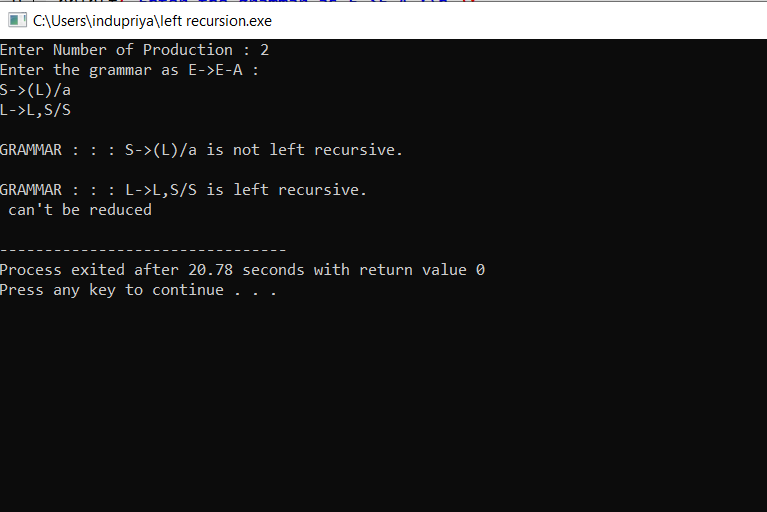 C:\Users\indupriya\left recursion.exe
Enter Number of Production : 2
Enter the grammar as E->E-A :
S->(L)/a
L->L,S/S
GRAMMAR : : : S->(L)/a is not left recursive.
GRAMMAR : : : L->L,S/S is left recursive.
can't be reduced
--------------------------------
Process exited after 20.78 seconds with return value 0
Press any key to continue . . .